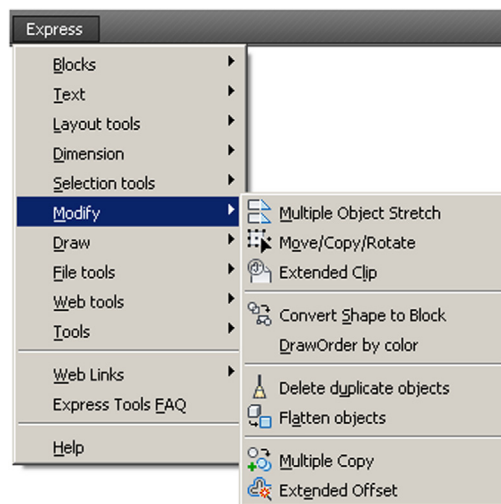 Express
Blocks
Text
Layout tools
Dimension
Selection tools
Modify
Draw
File tools
Web tools
Tools
Web Links
Express Tools FAQ
Help
Multiple Object Stretch
Move/Copy/Rotate
Extended Clip
Convert Shape to Block
DrawOrder by color
Delete duplicate objects
Flatten objects
Multiple Copy
Extended Offset